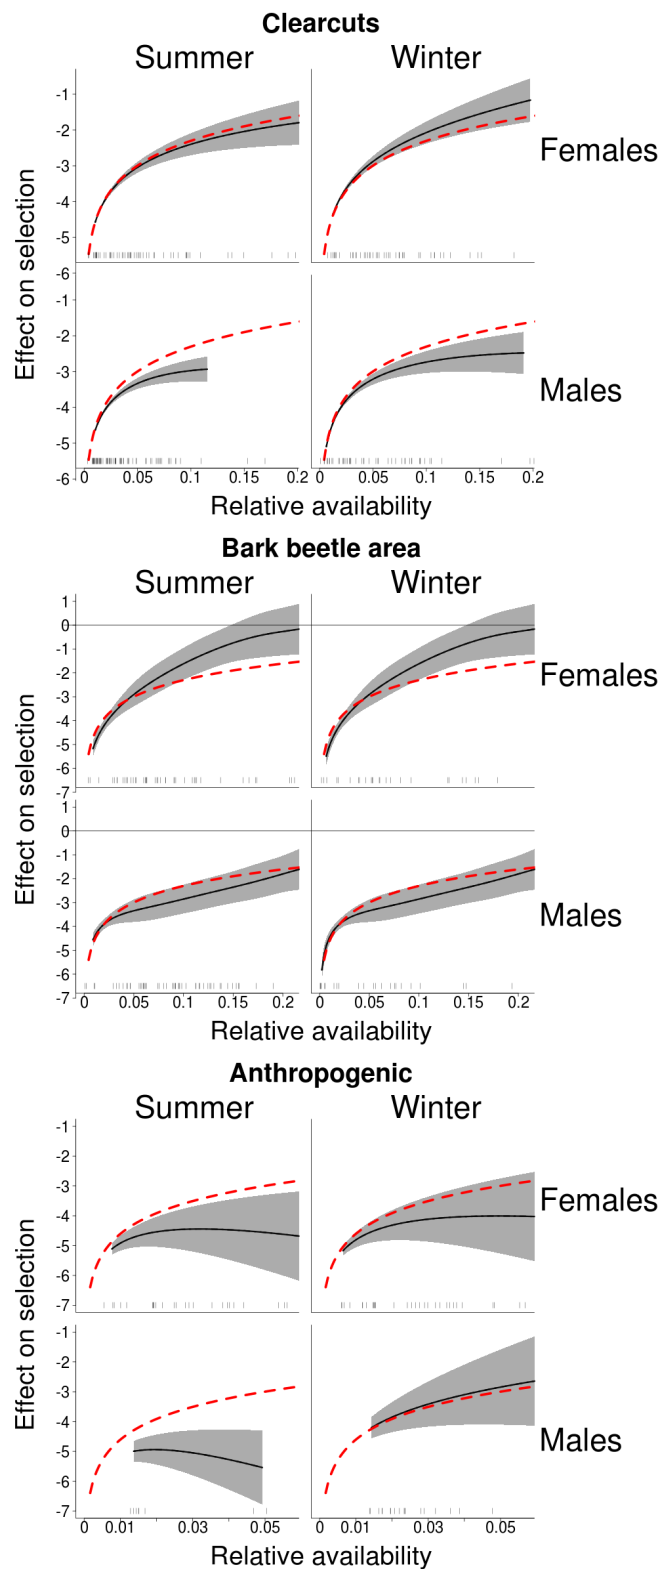 Clearcuts
Summer Winter
-1
-2
-3
-4
-5
-6
Effect on selection
Females
-2
-3
-4
-5
-6
Males
0.05 0.1 0.15 0.2 0.05 0.1 0.15 0.2
Relative availability
Bark beetle area
Summer Winter
1
0
-1
-2
-3
-4
-5
-6
-7
Effect on selection
Females
1
0
-1
-2
-3
-4
-5
-6
-7
Males
0 0.05 0.1 0.15 0.2 0 0.05 0.1 0.15 0.2
Relative availability
Anthropogenic
Summer Winter
-1
-2
-3
-4
-5
-6
-7
Effect on selection
Females
-1
-2
-3
-4
-5
-6
-7
Males
0 0.01 0.03 0.05 0 0.01 0.03 0.05
Relative availability